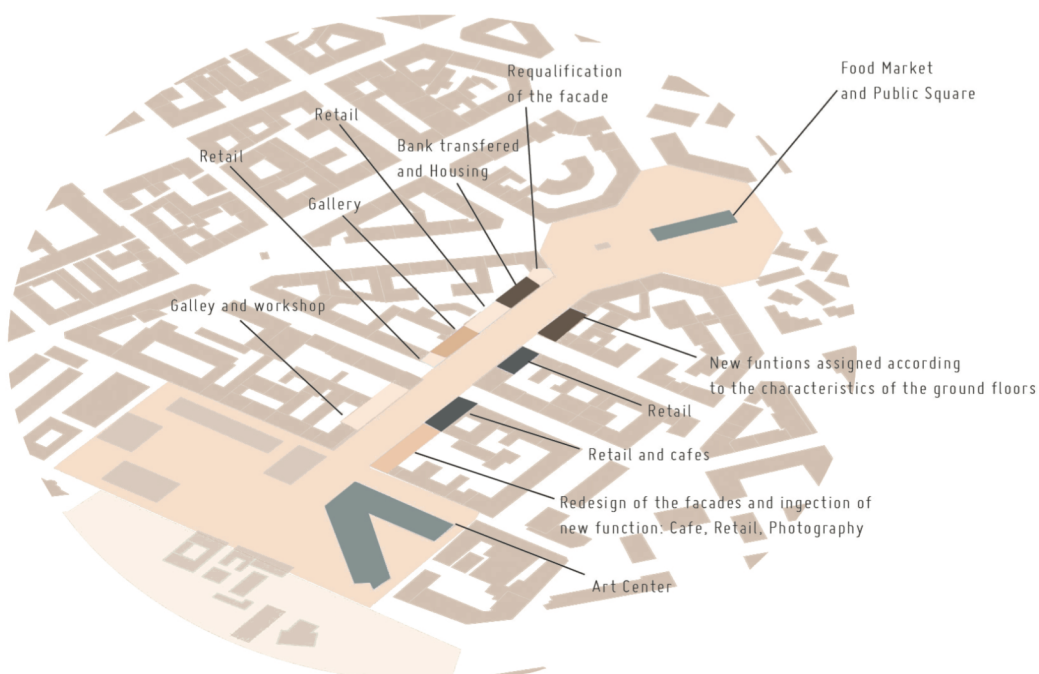 Food Market
and Public Square
Requalification
of the facade
Retail
Bank transfered
and Housing
Retail
Gallery
Galley and workshop
New funtions assigned according
to the characteristics of the ground floors
Retail
Retail and cafes
Redesign of the facades and ingection of
new function: Cafe, Retail, Photography
Art Center